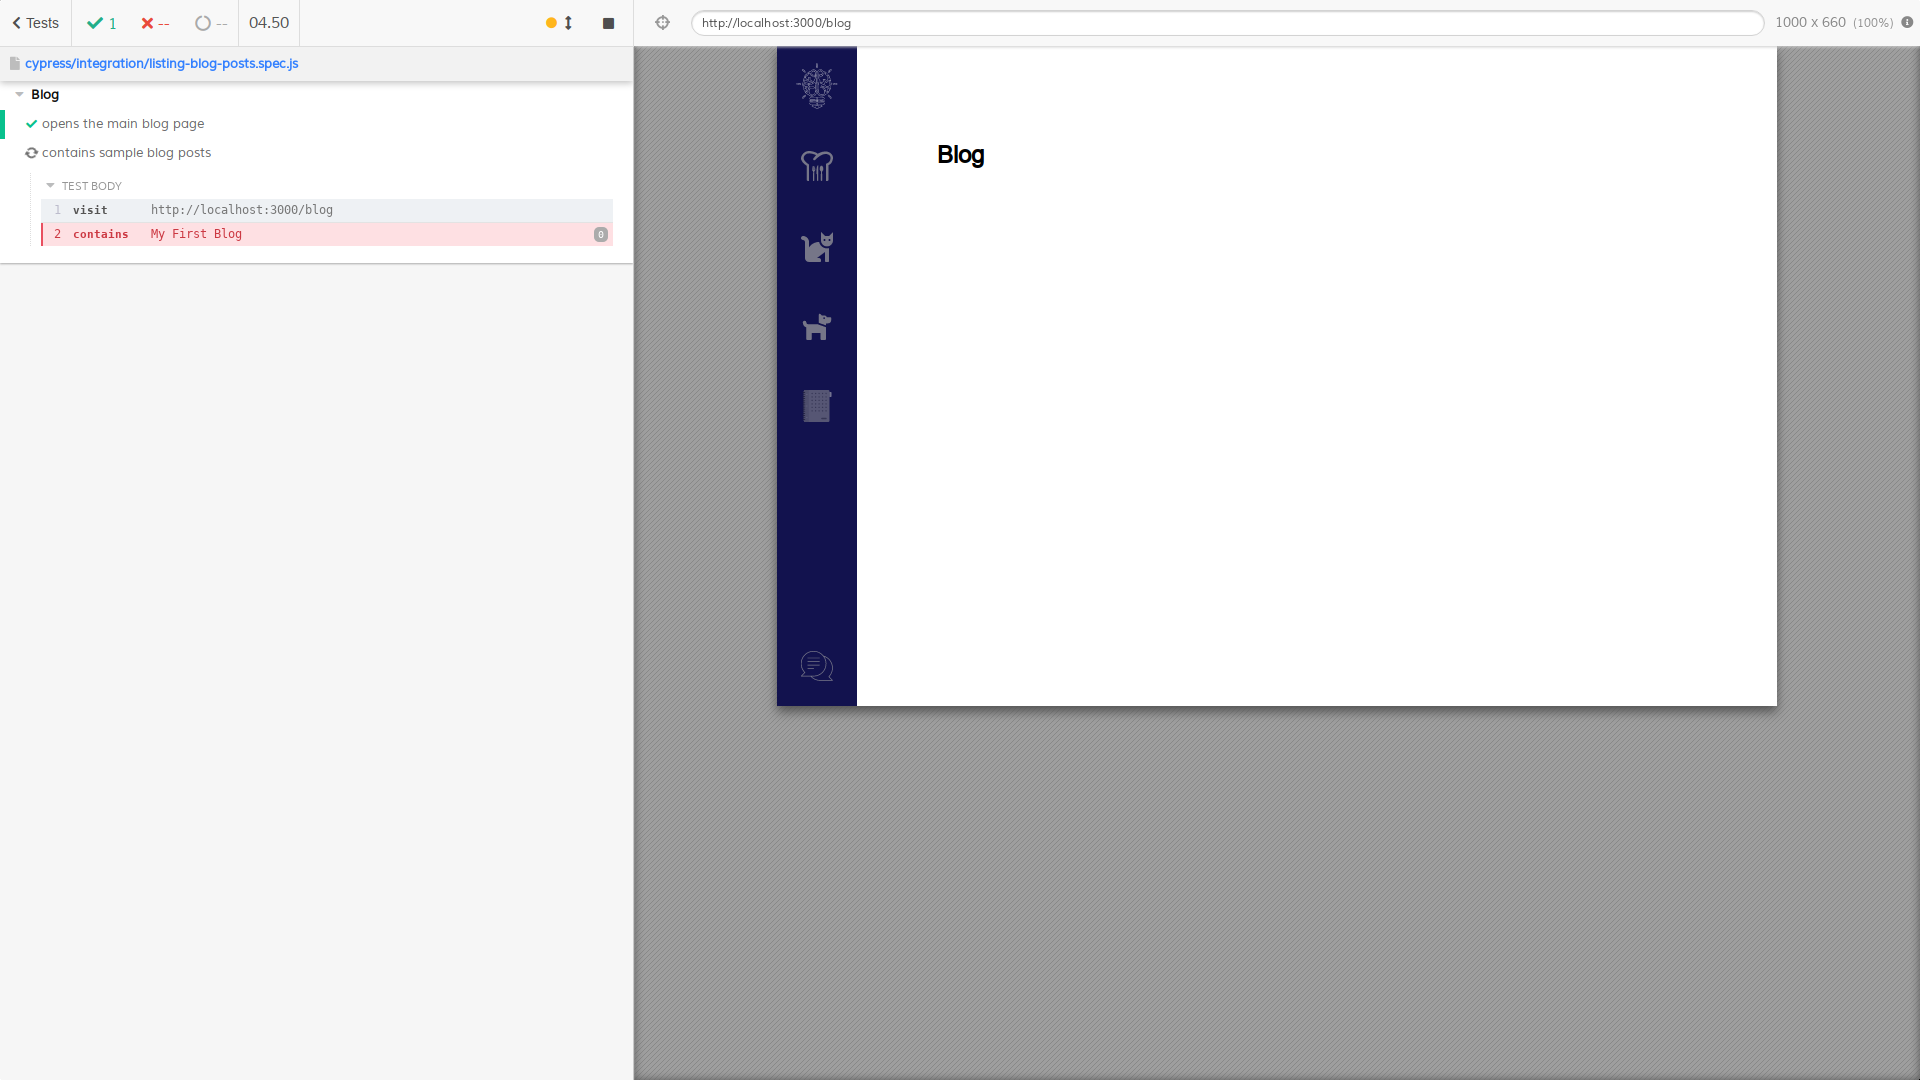 Tests
1
--
--
04.50
http://localhost:3000/blog
1000 x 660 (100%)
cypress/integration/listing-blog-posts.spec.js
Blog
opens the main blog page
contains sample blog posts
TEST BODY
1 visit http://localhost:3000/blog
2 contains My First Blog 0
Blog